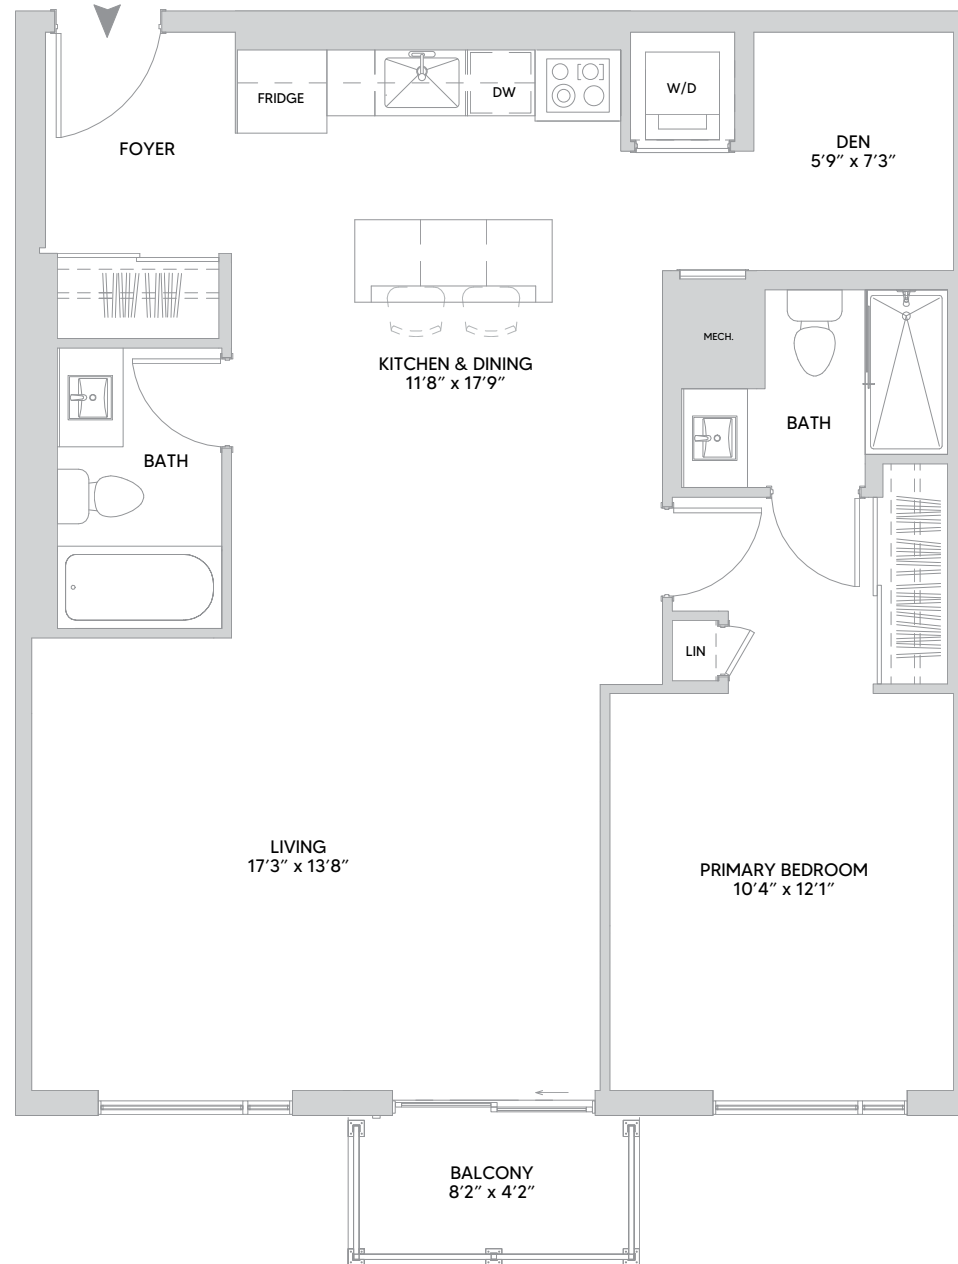 FOYER
FRIDGE
DW
W/D
DEN
5′9″ x 7′3″
KITCHEN & DINING
11′8″ x 17′9″
MECH.
BATH
BATH
LIN
LIVING
17′3″ x 13′8″
PRIMARY BEDROOM
10′4″ x 12′1″
BALCONY
8′2″ x 4′2″